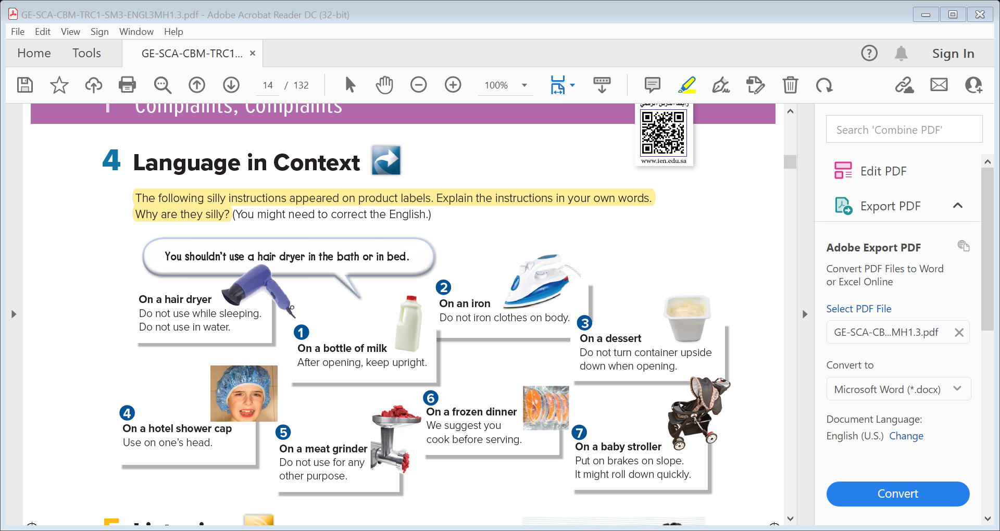 GE-SCA-CBM-TRC1-SM3-ENGL3MH1.3.pdf - Adobe Acrobat Reader DC (32-bit)
File Edit View Sign Window Help
Home Tools GE-SCA-CBM-TRC1... × Sign In
14 / 132 100%
Complaints, Complaints
www.ien.edu.sa
4 Language in Context
The following silly instructions appeared on product labels. Explain the instructions in your own words.
Why are they silly? (You might need to correct the English.)
You shouldn't use a hair dryer in the bath or in bed.
On a hair dryer
Do not use while sleeping.
Do not use in water.
1
On a bottle of milk
After opening, keep upright.
2
On an iron
Do not iron clothes on body.
3
On a dessert
Do not turn container upside
down when opening.
4
On a hotel shower cap
Use on one's head.
5
On a meat grinder
Do not use for any
other purpose.
6
On a frozen dinner
We suggest you
cook before serving.
7
On a baby stroller
Put on brakes on slope.
It might roll down quickly.
Search 'Combine PDF'
Edit PDF
Export PDF
Adobe Export PDF
Convert PDF Files to Word
or Excel Online
Select PDF File
GE-SCA-CB...MH1.3.pdf
Convert to
Microsoft Word (*.docx)
Document Language:
English (U.S.) Change
Convert